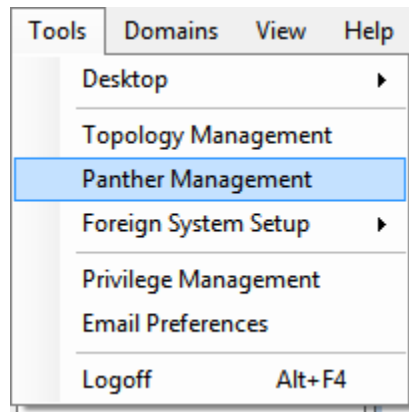 Tools Domains View Help
Desktop
Topology Management
Panther Management
Foreign System Setup
Privilege Management
Email Preferences
Logoff Alt+F4